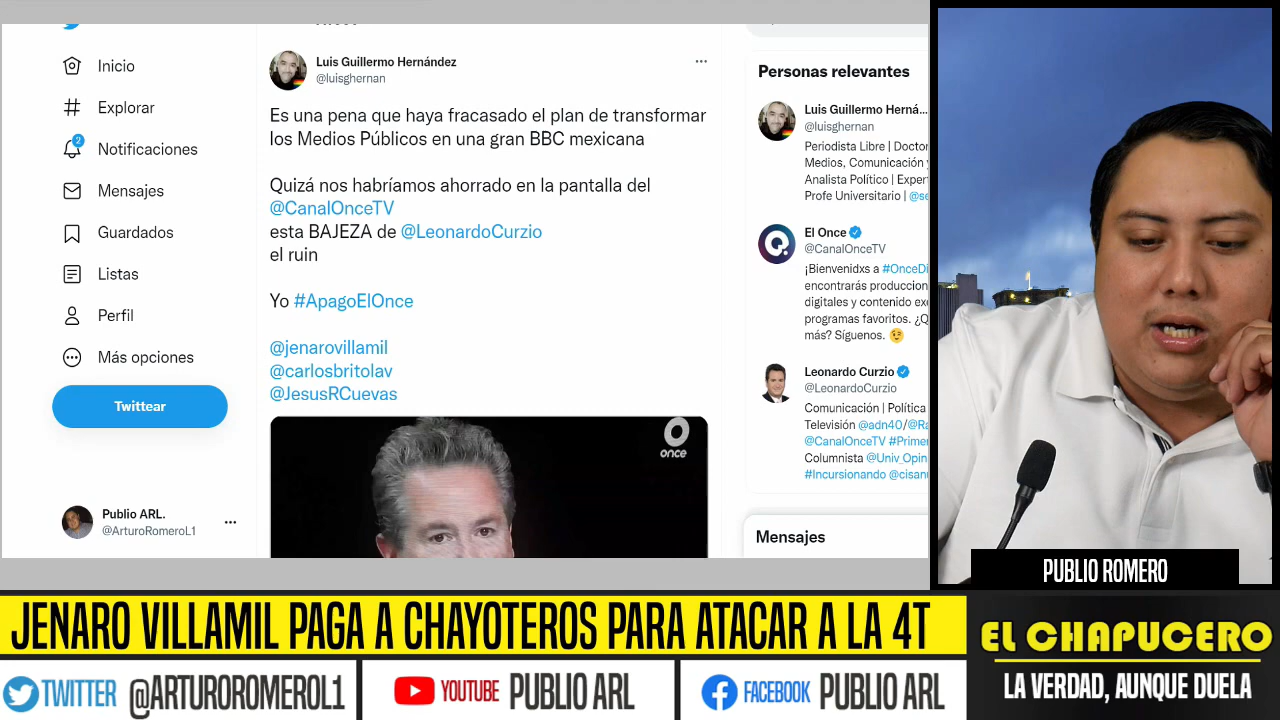 Inicio
Explorar
2
Notificaciones
Mensajes
Guardados
Listas
Perfil
Más opciones
Twittear
Publio ARL.
@ArturoRomeroL1
Luis Guillermo Hernández
@luisghernan
Es una pena que haya fracasado el plan de transformar
los Medios Públicos en una gran BBC mexicana
Quizá nos habríamos ahorrado en la pantalla del
@CanalOnceTV
esta BAJEZA de @LeonardoCurzio
el ruin
Yo #ApagoElOnce
@jenarovillamil
@carlosbritolav
@JesusRCuevas
once
Personas relevantes
Luis Guillermo Herná...
@luisghernan
Periodista Libre | Doctor
Medios, Comunicación y
Analista Político | Exper
Profe Universitario | @se
El Once
@CanalOnceTV
¡Bienvenidxs a #OnceDi
encontrarás produccion
digitales y contenido exc
programas favoritos. ¿Q
más? Síguenos.
Leonardo Curzio
@LeonardoCurzio
Comunicación | Política
Televisión @adn40/@Ra
@CanalOnceTV #Primer
Columnista @Univ_Opin
#Incursionando @cisan
Mensajes
PUBLIO ROMERO
JENARO VILLAMIL PAGA A CHAYOTEROS PARA ATACAR A LA 4T
EL CHAPUCERO
LA VERDAD, AUNQUE DUELA
TWITTER @ARTUROROMEROL1
YOUTUBE PUBLIO ARL
FACEBOOK PUBLIO ARL